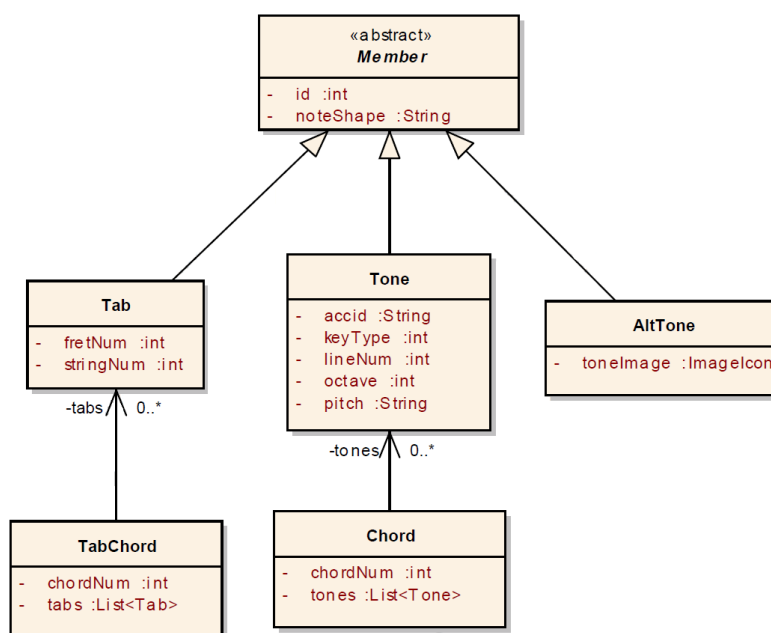 «abstract»
Member
- id :int
- noteShape :String
Tab
- fretNum :int
- stringNum :int
Tone
- accid :String
- keyType :int
- lineNum :int
- octave :int
- pitch :String
AltTone
- toneImage :ImageIcon
-tabs 0..*
-tones 0..*
TabChord
- chordNum :int
- tabs :List<Tab>
Chord
- chordNum :int
- tones :List<Tone>